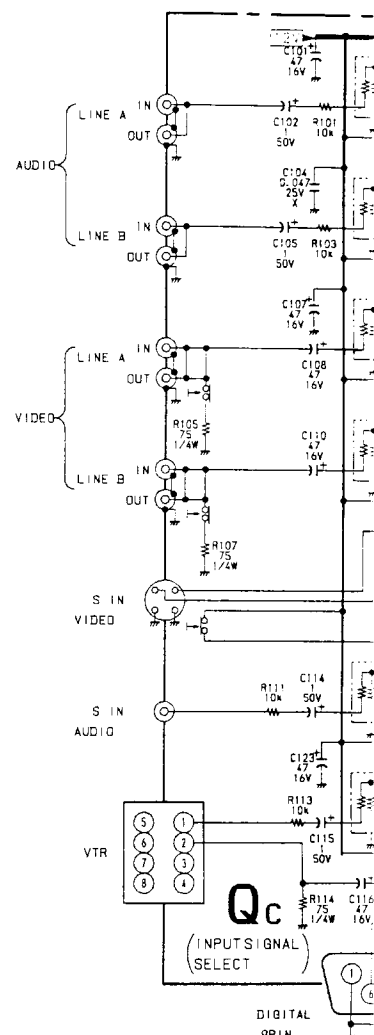 C101
47
16V
LINE A IN
OUT
C102
1
50V
R101
10k
AUDIO
C104
0.047
25V
X
LINE B IN
OUT
C105
1
50V
R103
10k
C107
47
16V
LINE A IN
OUT
C108
47
16V
VIDEO
R105
75
1/4W
C110
47
16V
LINE B IN
OUT
R107
75
1/4W
S IN
VIDEO
C114
1
50V
R111
10k
S IN
AUDIO
C123
47
16V
R113
10k
C115
1
50V
VTR
5 1
6 2
7 3
8 4
QC
(INPUT SIGNAL
SELECT)
R114
75
1/4W
C116
47
16V
1
6
DIGITAL